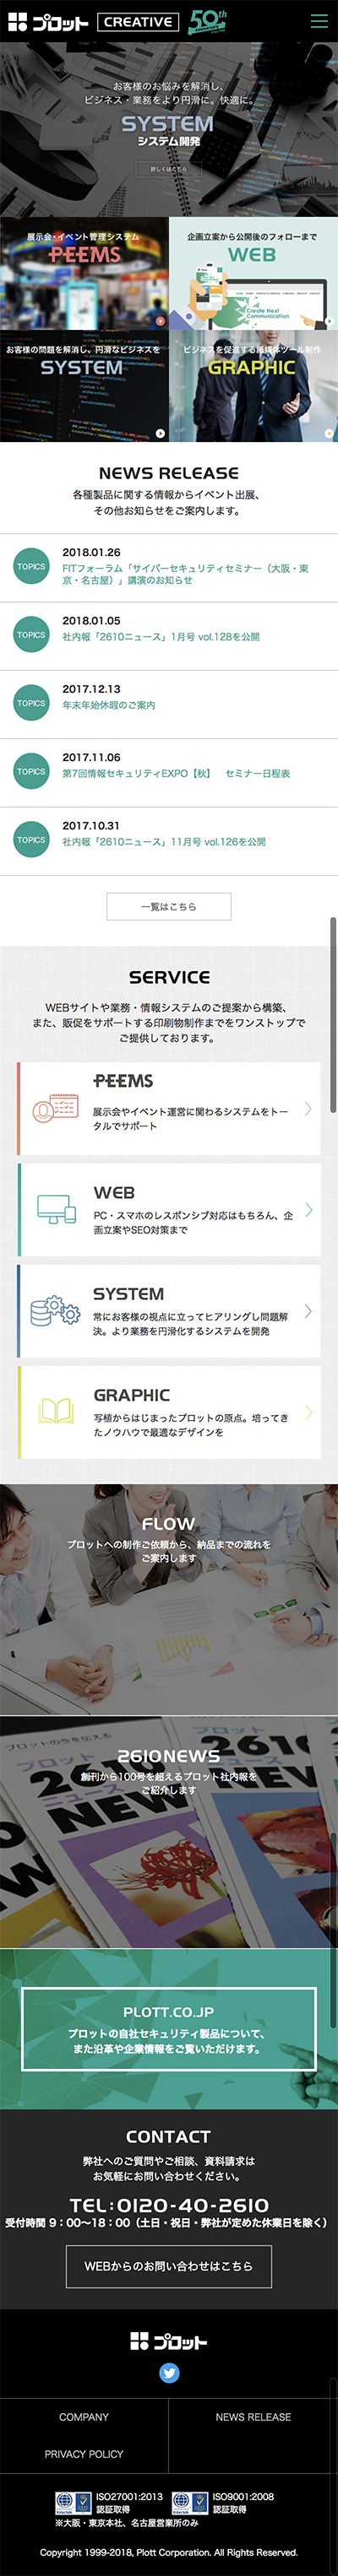 プロット CREATIVE 50th
お客様のお悩みを解消し、
ビジネス・業務をより円滑に。快適に。
SYSTEM
システム開発
詳しくはこちら
展示会・イベント管理システム
PEEMS
企画立案から公開後のフォローまで
WEB
Create Next
Communication
お客様の問題を解消し、円滑なビジネスを
SYSTEM
ビジネスを促進する紙媒体ツール制作
GRAPHIC
NEWS RELEASE
各種製品に関する情報からイベント出展、
その他お知らせをご案内します。
TOPICS
2018.01.26
FITフォーラム「サイバーセキュリティセミナー（大阪・東
京・名古屋）」講演のお知らせ
TOPICS
2018.01.05
社内報「2610ニュース」1月号 vol.128を公開
TOPICS
2017.12.13
年末年始休暇のご案内
TOPICS
2017.11.06
第7回情報セキュリティEXPO【秋】　セミナー日程表
TOPICS
2017.10.31
社内報「2610ニュース」11月号 vol.126を公開
一覧はこちら
SERVICE
WEBサイトや業務・情報システムのご提案から構築、
また、販促をサポートする印刷物制作までをワンストップで
ご提供しております。
PEEMS
展示会やイベント運営に関わるシステムをトー
タルでサポート
WEB
PC・スマホのレスポンシブ対応はもちろん、企
画立案やSEO対策まで
SYSTEM
常にお客様の視点に立ってヒアリングし問題解
決。より業務を円滑化するシステムを開発
GRAPHIC
写植からはじまったプロットの原点。培ってき
たノウハウで最適なデザインを
FLOW
プロットへの制作ご依頼から、納品までの流れを
ご案内します
プロットの今を伝える
2610NEWS
創刊から100号を超えるプロット社内報を
ご紹介します
PLOTT.CO.JP
プロットの自社セキュリティ製品について、
また沿革や企業情報をご覧いただけます。
CONTACT
弊社へのご質問やご相談、資料請求は
お気軽にお問い合わせください。
TEL:0120-40-2610
受付時間 9：00〜18：00（土日・祝日・弊社が定めた休業日を除く）
WEBからのお問い合わせはこちら
プロット
COMPANY
NEWS RELEASE
PRIVACY POLICY
ISO27001:2013
認証取得
ISO9001:2008
認証取得
※大阪・東京本社、名古屋営業所のみ
Copyright 1999-2018, Plott Corporation. All Rights Reserved.